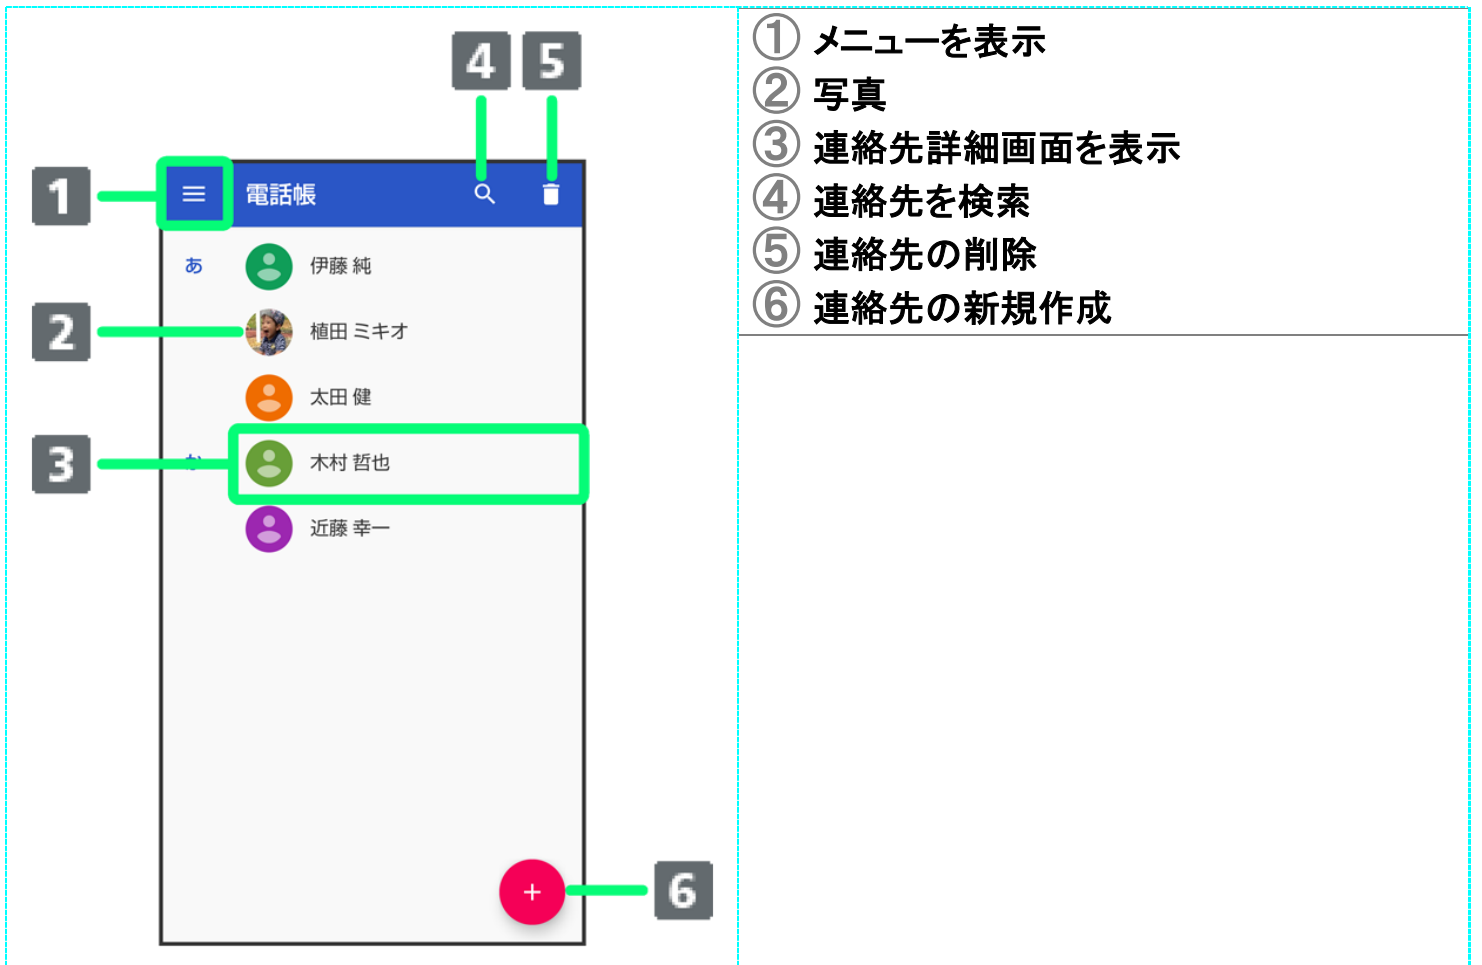 4 5
1
電話帳
あ
伊藤 純
2
植田 ミキオ
太田 健
3
か
木村 哲也
近藤 幸一
6
① メニューを表示
② 写真
③ 連絡先詳細画面を表示
④ 連絡先を検索
⑤ 連絡先の削除
⑥ 連絡先の新規作成